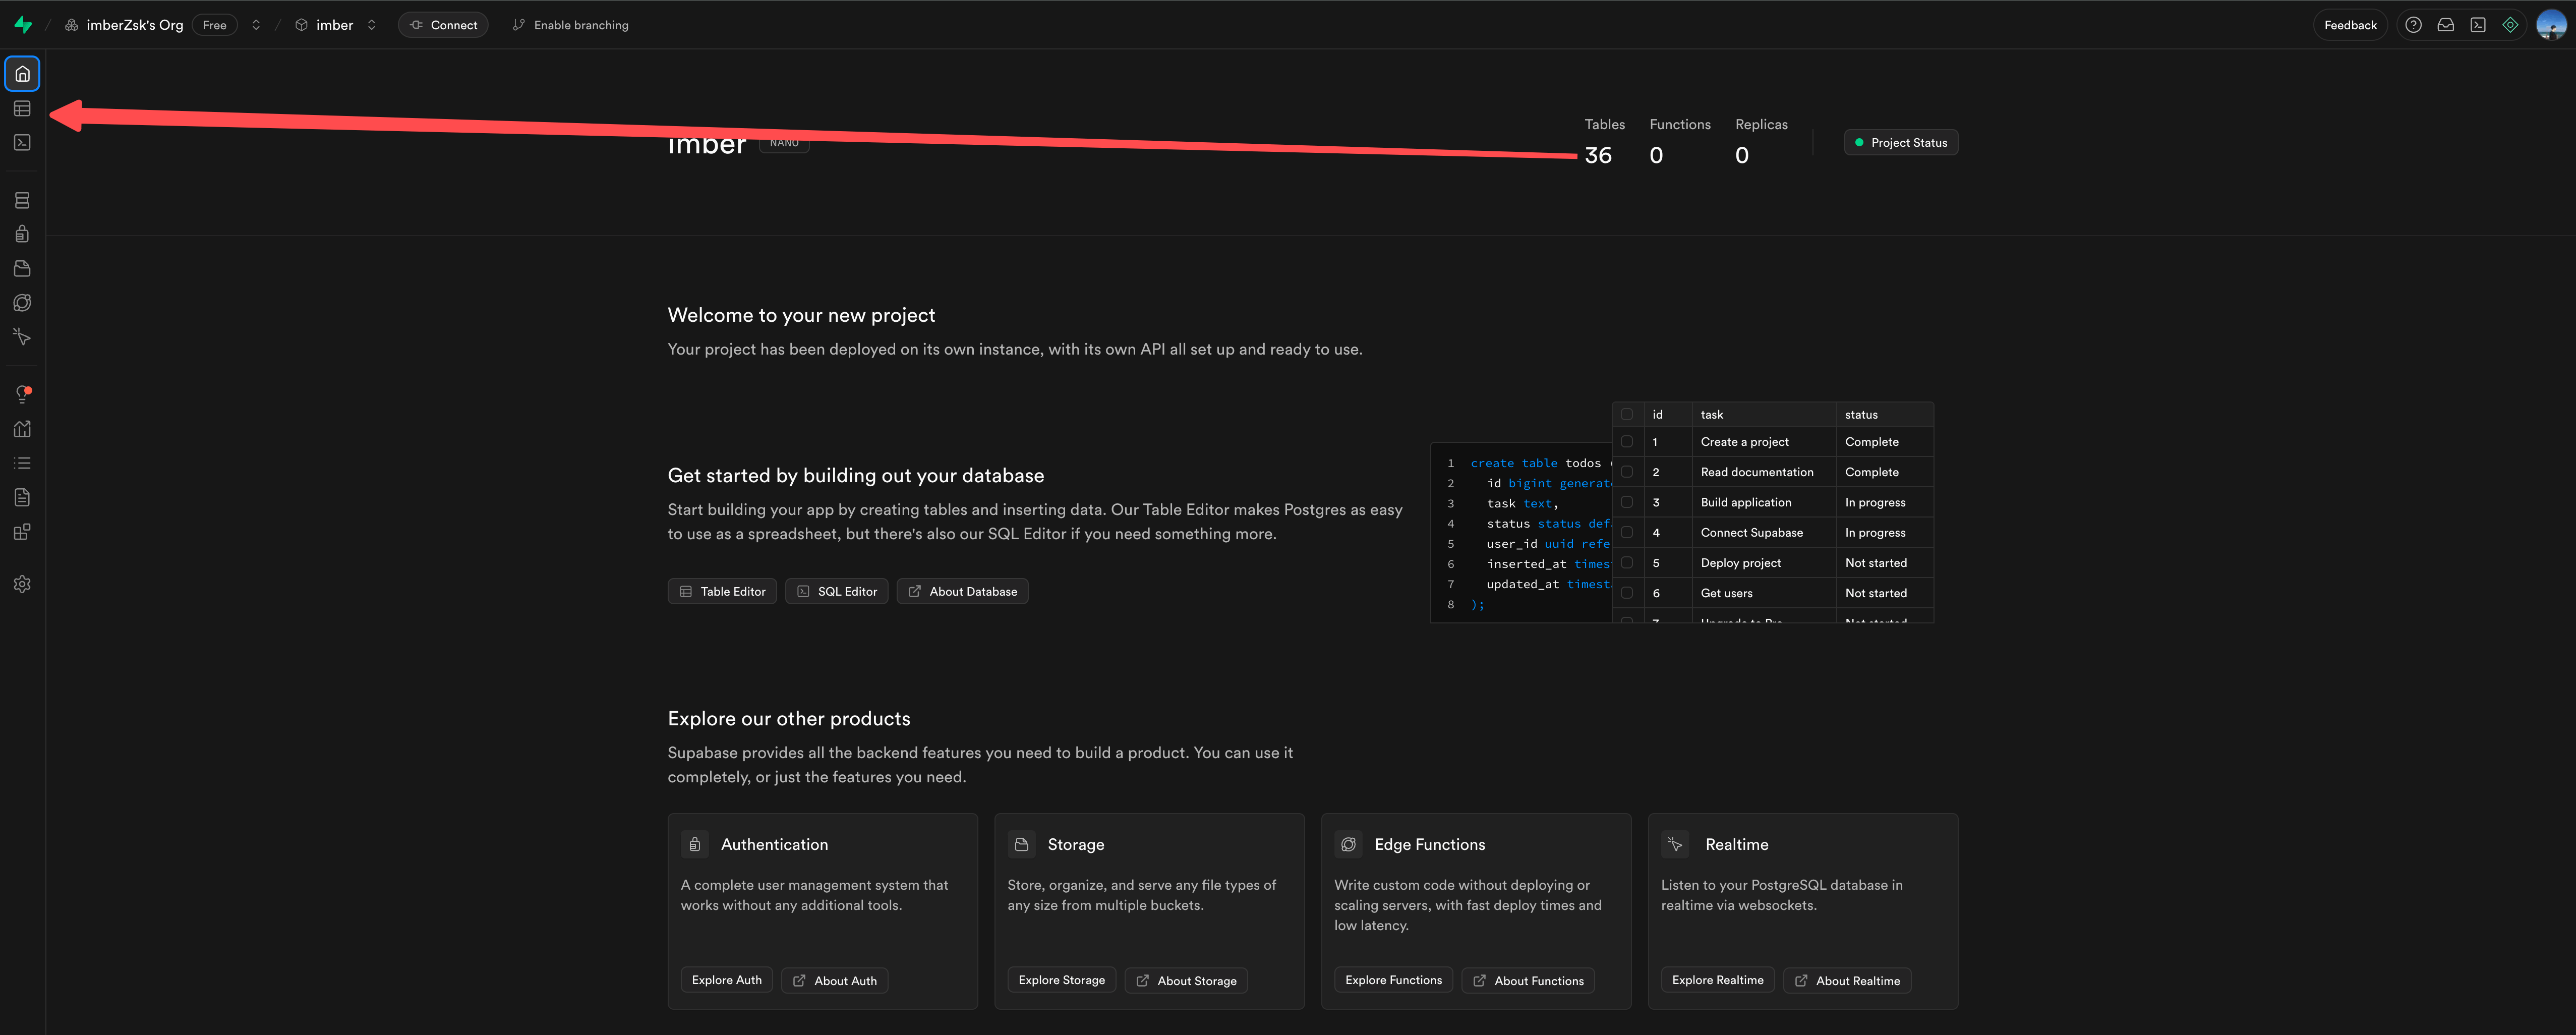 imberZsk's Org Free imber Connect Enable branching Feedback
imber NANO
Tables Functions Replicas
36 0 0 Project Status
Welcome to your new project
Your project has been deployed on its own instance, with its own API all set up and ready to use.
Get started by building out your database
Start building your app by creating tables and inserting data. Our Table Editor makes Postgres as easy
to use as a spreadsheet, but there's also our SQL Editor if you need something more.
Table Editor SQL Editor About Database
1 create table todos (
2 id bigint generat
3 task text,
4 status status def
5 user_id uuid refe
6 inserted_at times
7 updated_at timest
8 );
id task status
1 Create a project Complete
2 Read documentation Complete
3 Build application In progress
4 Connect Supabase In progress
5 Deploy project Not started
6 Get users Not started
7 Upgrade to Pro Not started
Explore our other products
Supabase provides all the backend features you need to build a product. You can use it
completely, or just the features you need.
Authentication
A complete user management system that
works without any additional tools.
Explore Auth About Auth
Storage
Store, organize, and serve any file types of
any size from multiple buckets.
Explore Storage About Storage
Edge Functions
Write custom code without deploying or
scaling servers, with fast deploy times and
low latency.
Explore Functions About Functions
Realtime
Listen to your PostgreSQL database in
realtime via websockets.
Explore Realtime About Realtime